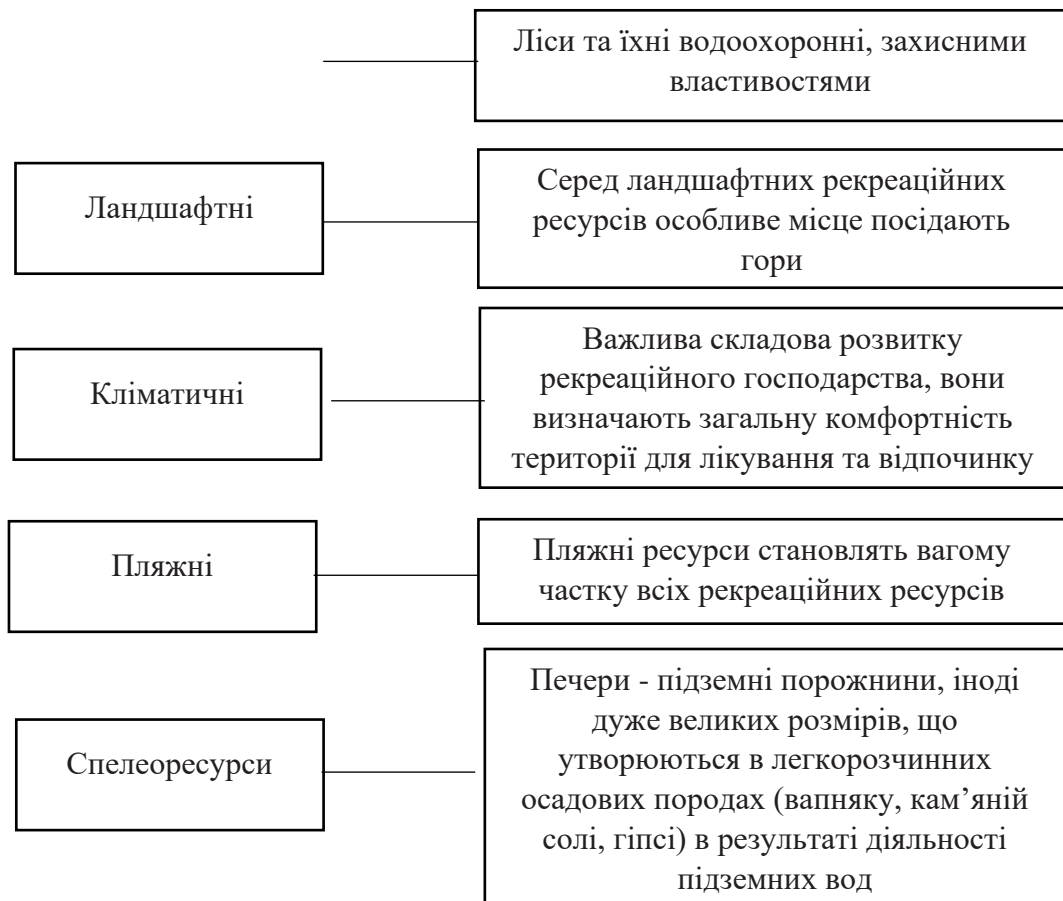 Ліси та їхні водоохоронні, захисними
властивостями
Ландшафтні
Серед ландшафтних рекреаційних
ресурсів особливе місце посідають
гори
Кліматичні
Важлива складова розвитку
рекреаційного господарства, вони
визначають загальну комфортність
території для лікування та відпочинку
Пляжні
Пляжні ресурси становлять вагому
частку всіх рекреаційних ресурсів
Спелеоресурси
Печери - підземні порожнини, іноді
дуже великих розмірів, що
утворюються в легкорозчинних
осадових породах (вапняку, кам’яній
солі, гіпсі) в результаті діяльності
підземних вод